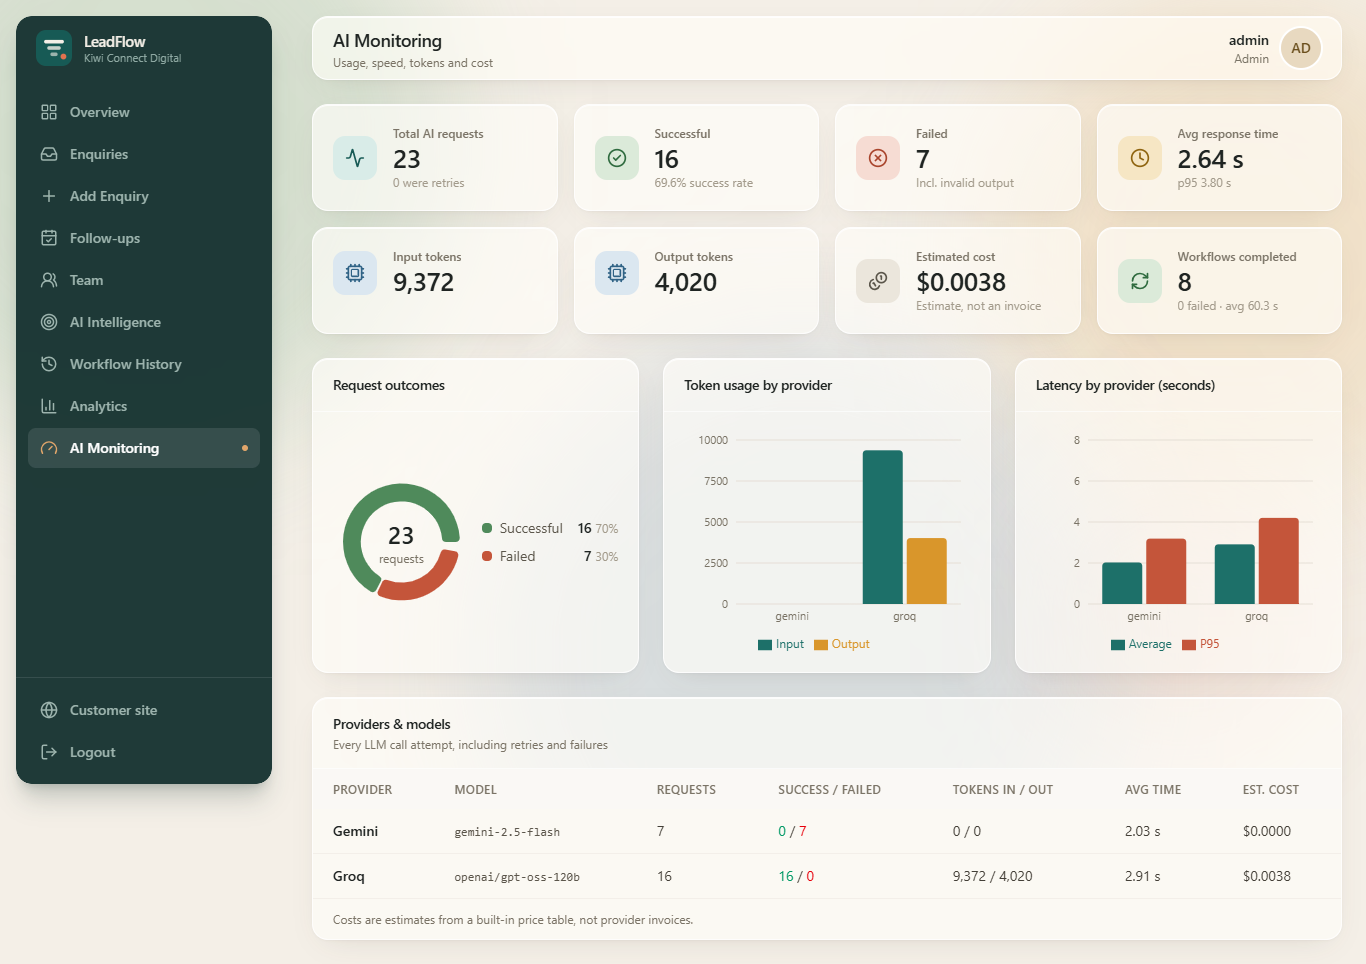 LeadFlow
Kiwi Connect Digital
Overview
Enquiries
Add Enquiry
Follow-ups
Team
AI Intelligence
Workflow History
Analytics
AI Monitoring
Customer site
Logout
AI Monitoring
Usage, speed, tokens and cost
admin
Admin
AD
Total AI requests
23
0 were retries
Successful
16
69.6% success rate
Failed
7
Incl. invalid output
Avg response time
2.64 s
p95 3.80 s
Input tokens
9,372
Output tokens
4,020
Estimated cost
$0.0038
Estimate, not an invoice
Workflows completed
8
0 failed · avg 60.3 s
Request outcomes
23
requests
Successful 16 70%
Failed 7 30%
Token usage by provider
10000
7500
5000
2500
0
gemini groq
Input Output
Latency by provider (seconds)
8
6
4
2
0
gemini groq
Average P95
Providers & models
Every LLM call attempt, including retries and failures
PROVIDER MODEL REQUESTS SUCCESS / FAILED TOKENS IN / OUT AVG TIME EST. COST
Gemini gemini-2.5-flash 7 0 / 7 0 / 0 2.03 s $0.0000
Groq openai/gpt-oss-120b 16 16 / 0 9,372 / 4,020 2.91 s $0.0038
Costs are estimates from a built-in price table, not provider invoices.